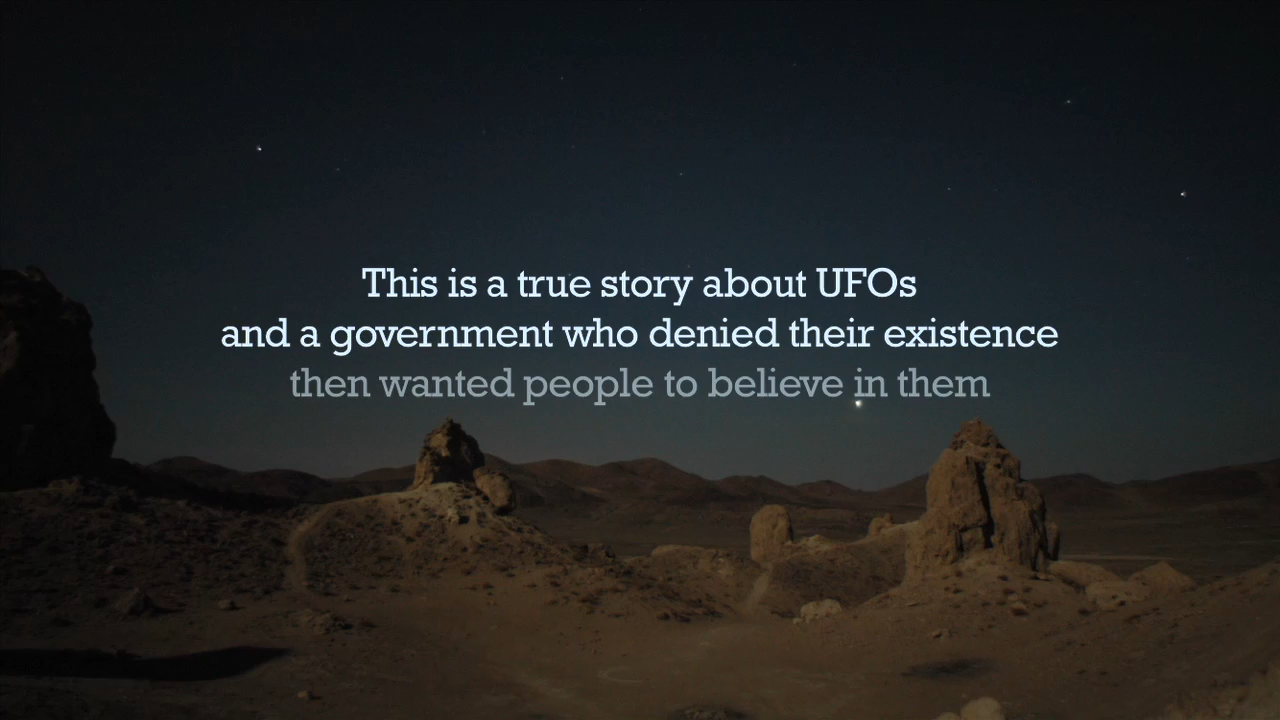 This is a true story about UFOs
and a government who denied their existence
then wanted people to believe in them